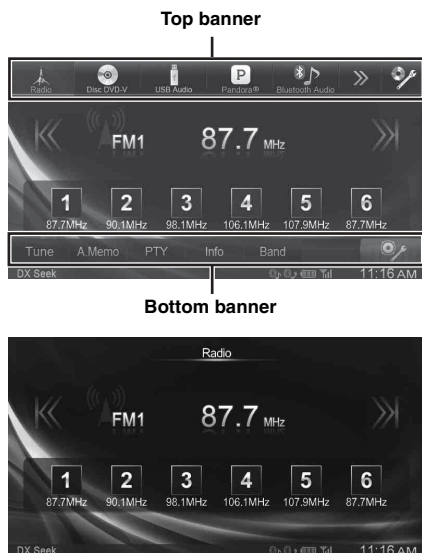 Top banner
Radio Disc DVD-V USB Audio Pandora® Bluetooth Audio
FM1 87.7 MHz
1 2 3 4 5 6
87.7MHz 90.1MHz 98.1MHz 106.1MHz 107.9MHz 87.7MHz
Tune A.Memo PTY Info Band
DX Seek 11:16 AM
Bottom banner
Radio
FM1 87.7 MHz
1 2 3 4 5 6
87.7MHz 90.1MHz 98.1MHz 106.1MHz 107.9MHz 87.7MHz
DX Seek 11:16 AM